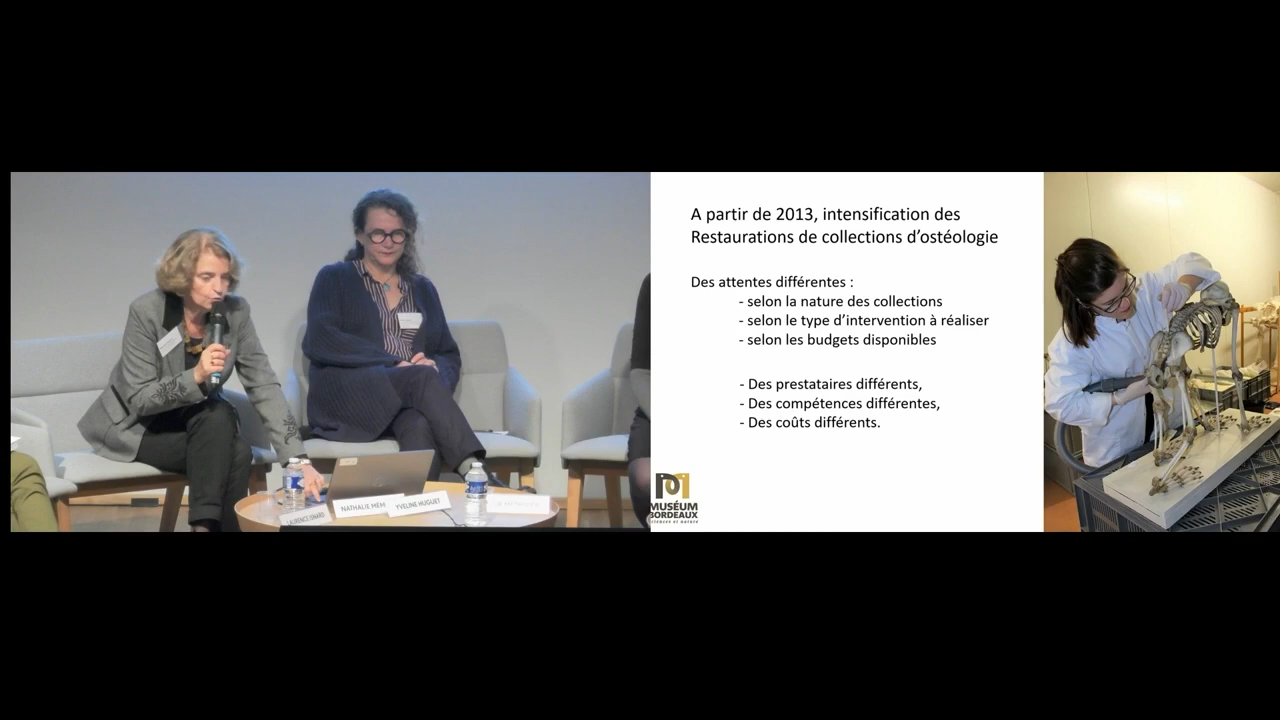 A partir de 2013, intensification des
Restaurations de collections d'ostéologie
Des attentes différentes :
- selon la nature des collections
- selon le type d'intervention à réaliser
- selon les budgets disponibles
- Des prestataires différents,
- Des compétences différentes,
- Des coûts différents.
MUSÉUM
BORDEAUX
sciences et nature
NATHALIE MÉM
YVELINE HUGUET